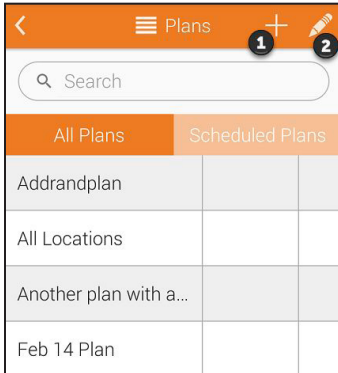 Plans
1
2
Search
All Plans Scheduled Plans
Addrandplan
All Locations
Another plan with a...
Feb 14 Plan